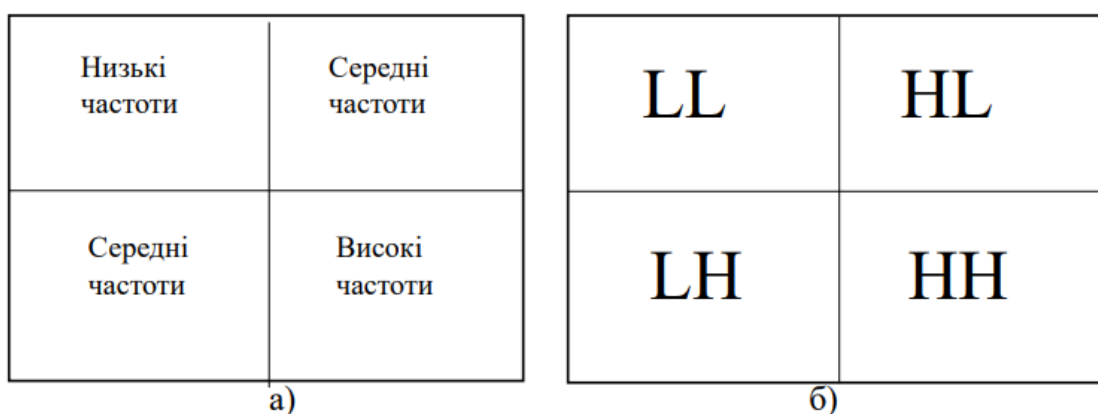 Низькі
частоти
Середні
частоти
Середні
частоти
Високі
частоти
а)
LL
HL
LH
HH
б)